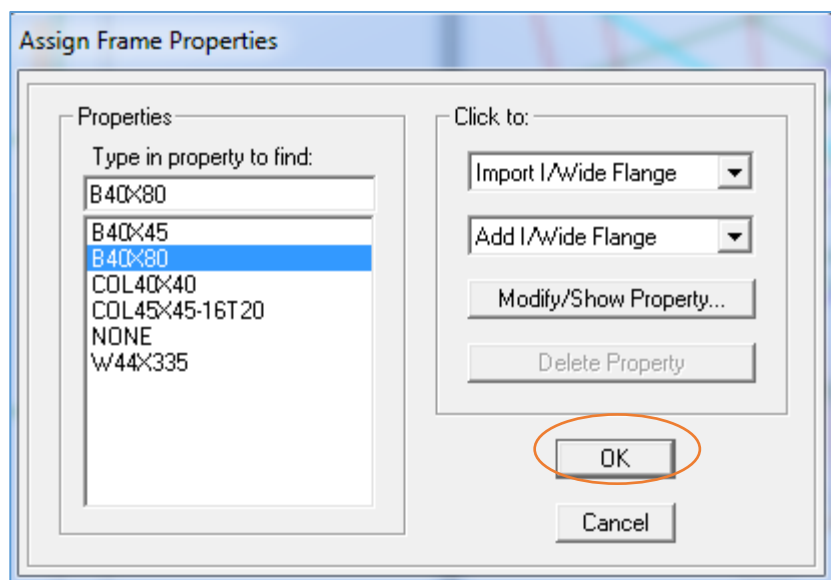 Assign Frame Properties
Properties
Type in property to find:
B40X80
B40X45
B40X80
COL40X40
COL45X45-16T20
NONE
W44X335
Click to:
Import I/Wide Flange
Add I/Wide Flange
Modify/Show Property...
Delete Property
OK
Cancel